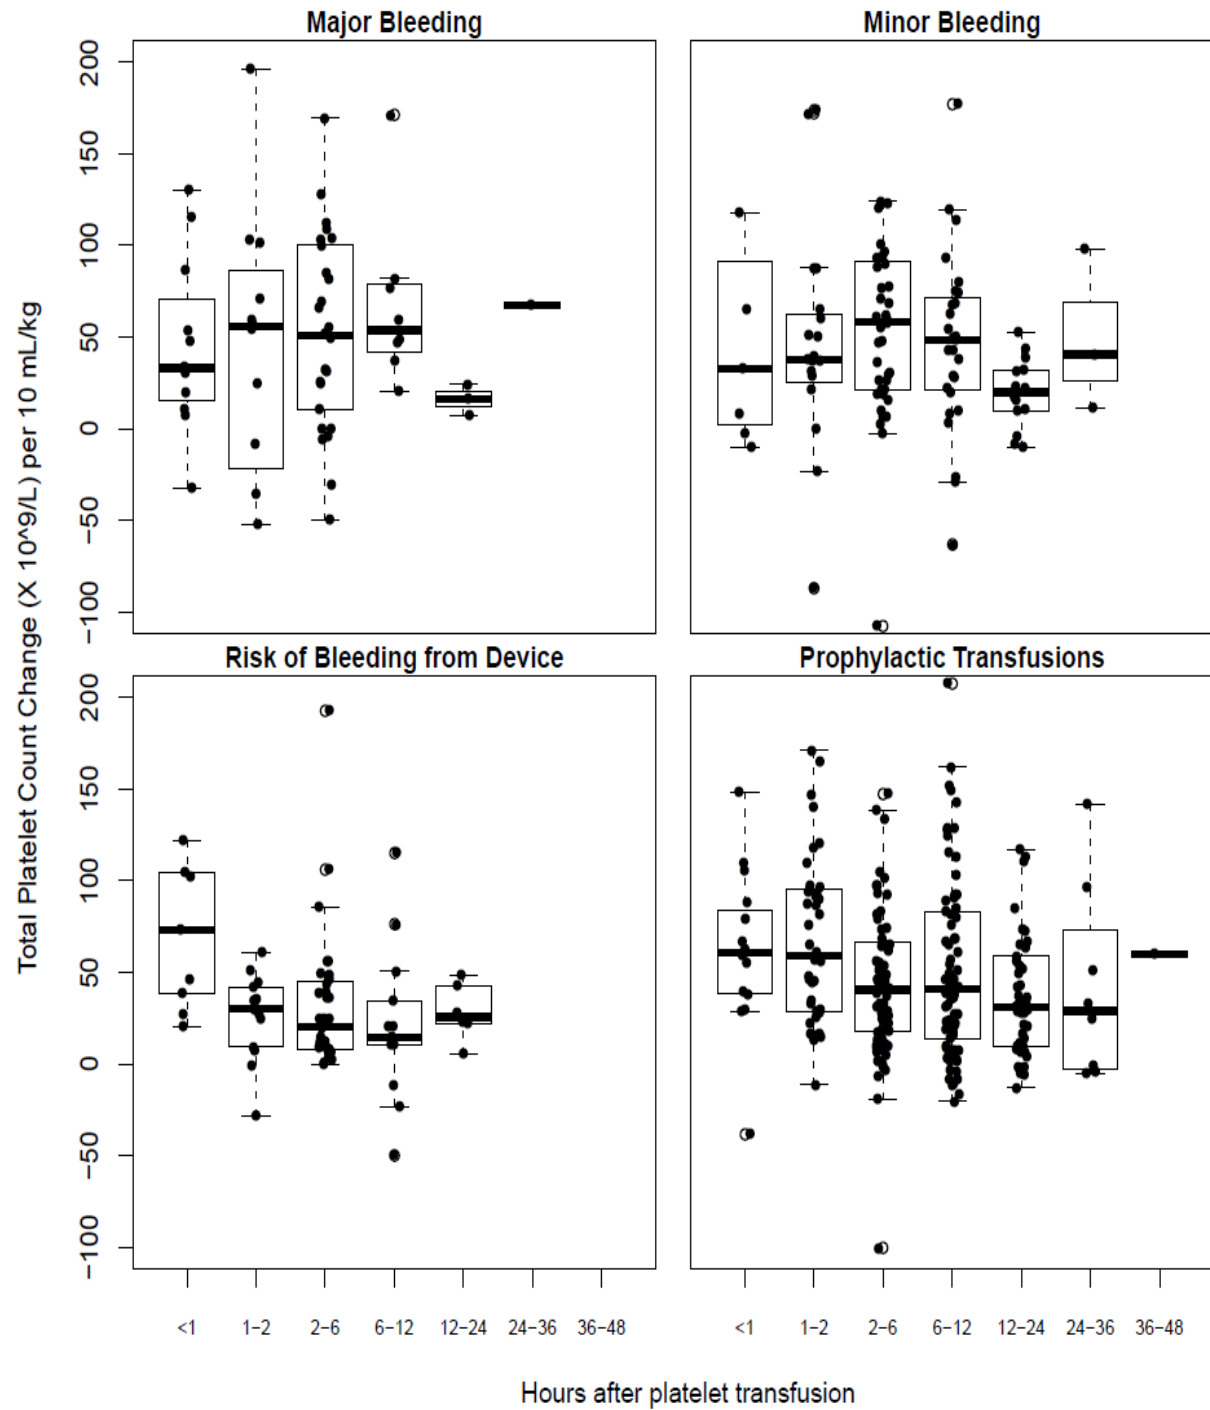 Major Bleeding
Minor Bleeding
200
150
100
50
0
−50
−100
Total Platelet Count Change (X 10^9/L) per 10 mL/kg
Risk of Bleeding from Device
Prophylactic Transfusions
200
150
100
50
0
−50
−100
<1 1−2 2−6 6−12 12−24 24−36 36−48
<1 1−2 2−6 6−12 12−24 24−36 36−48
Hours after platelet transfusion